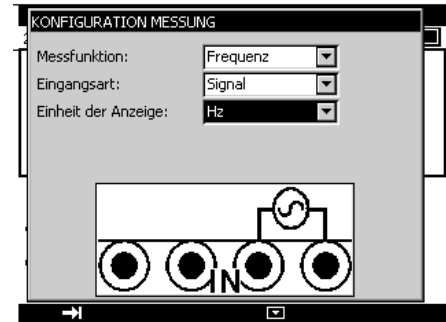 KONFIGURATION MESSUNG
Messfunktion: Frequenz
Eingangsart: Signal
Einheit der Anzeige: Hz
IN